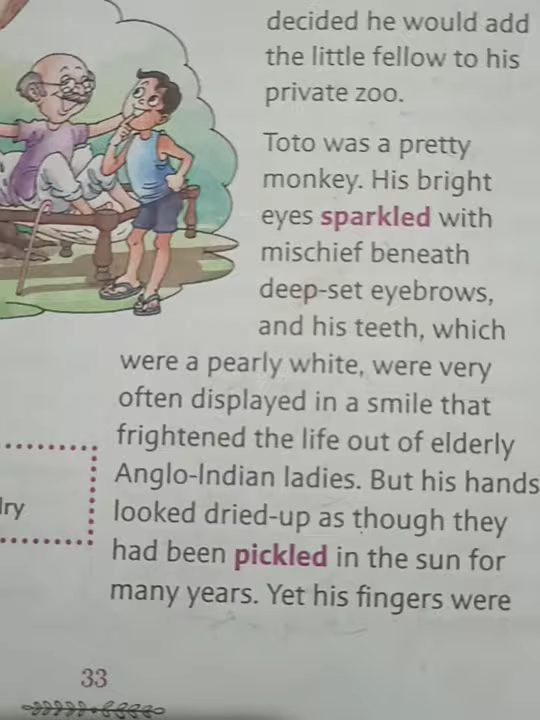 decided he would add
the little fellow to his
private zoo.
Toto was a pretty
monkey. His bright
eyes sparkled with
mischief beneath
deep-set eyebrows,
and his teeth, which
were a pearly white, were very
often displayed in a smile that
frightened the life out of elderly
Anglo-Indian ladies. But his hands
looked dried-up as though they
had been pickled in the sun for
many years. Yet his fingers were
33